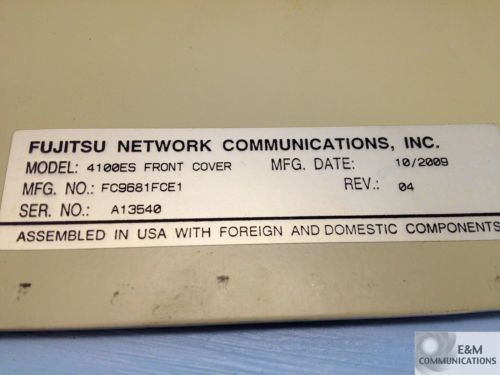 FUJITSU NETWORK COMMUNICATIONS, INC.
MODEL: 4100ES FRONT COVER MFG. DATE: 10/2009
MFG. NO.: FC9681FCE1 REV.: 04
SER. NO.: A13540
ASSEMBLED IN USA WITH FOREIGN AND DOMESTIC COMPONENTS
E&M
COMMUNICATIONS